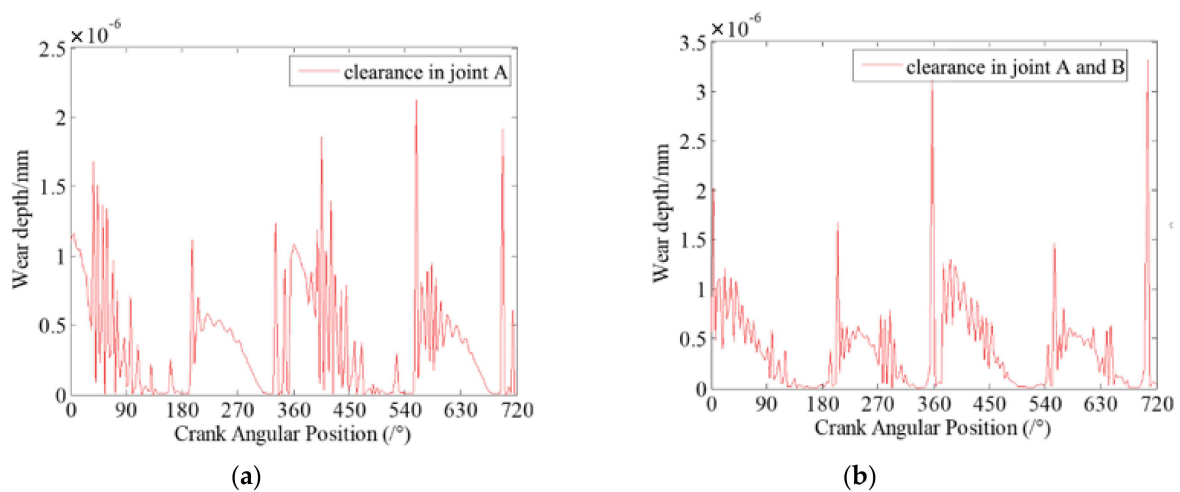 ×10⁻⁶
2.5
2
1.5
1
0.5
0
Wear depth/mm
clearance in joint A
0 90 180 270 360 450 540 630 720
Crank Angular Position (/°)
(a)
×10⁻⁶
3.5
3
2.5
2
1.5
1
0.5
0
Wear depth/mm
clearance in joint A and B
0 90 180 270 360 450 540 630 720
Crank Angular Position (/°)
(b)